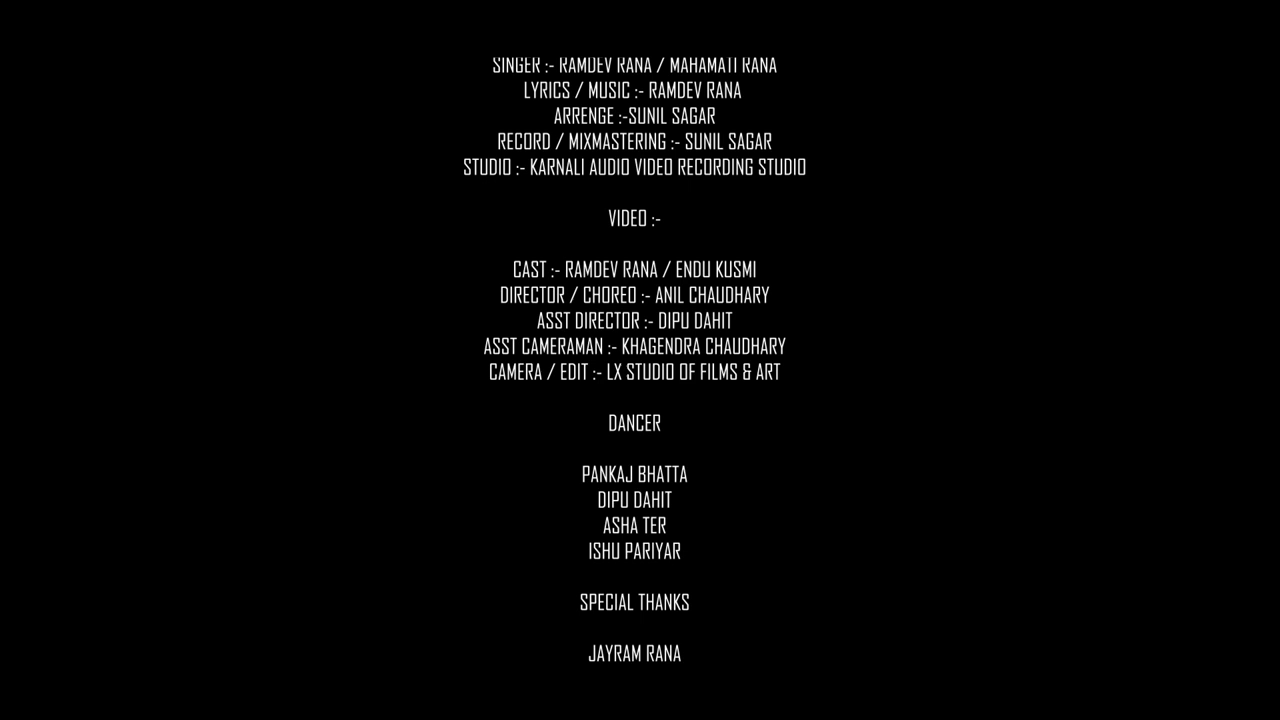 SINGER :- RAMDEV RANA / MAHAMATI RANA
LYRICS / MUSIC :- RAMDEV RANA
ARRENGE :-SUNIL SAGAR
RECORD / MIXMASTERING :- SUNIL SAGAR
STUDIO :- KARNALI AUDIO VIDEO RECORDING STUDIO
VIDEO :-
CAST :- RAMDEV RANA / ENDU KUSMI
DIRECTOR / CHOREO :- ANIL CHAUDHARY
ASST DIRECTOR :- DIPU DAHIT
ASST CAMERAMAN :- KHAGENDRA CHAUDHARY
CAMERA / EDIT :- LX STUDIO OF FILMS & ART
DANCER
PANKAJ BHATTA
DIPU DAHIT
ASHA TER
ISHU PARIYAR
SPECIAL THANKS
JAYRAM RANA